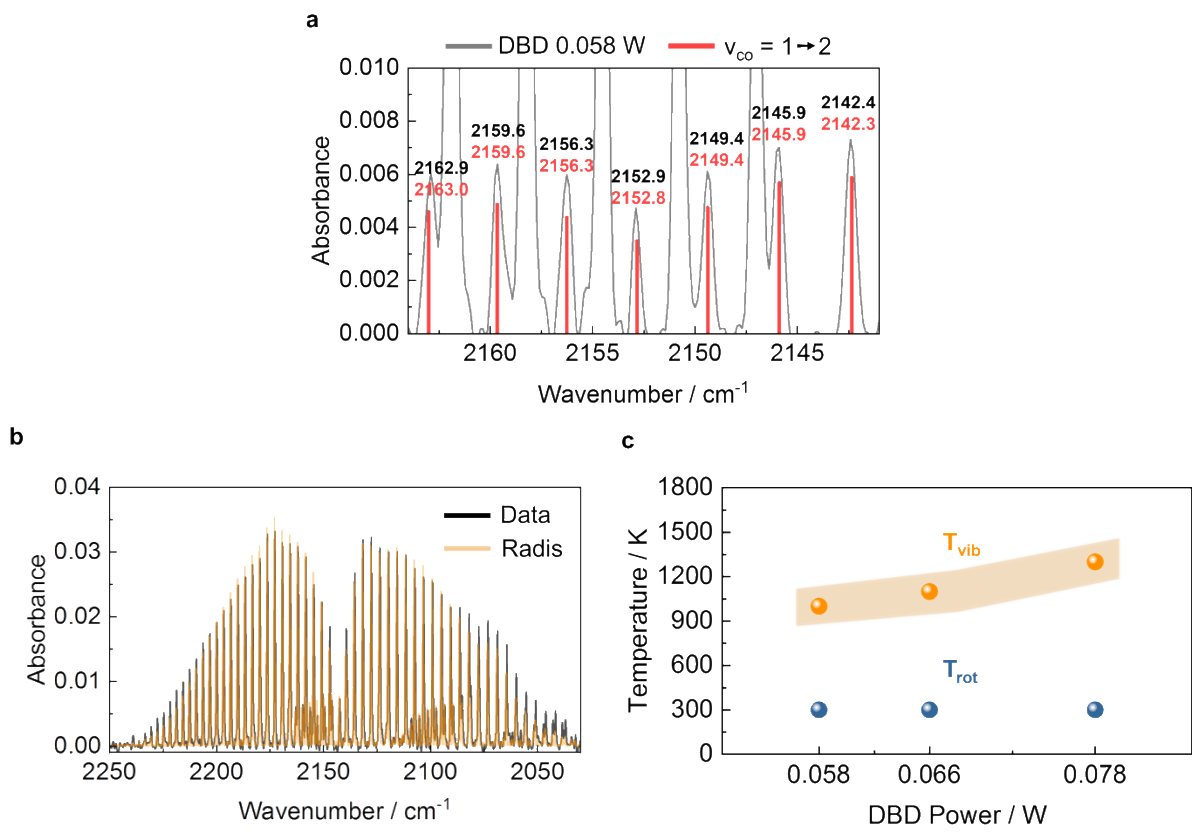 a
DBD 0.058 W
v_co = 1→2
0.010
0.008
0.006
0.004
0.002
0.000
Absorbance
2162.9
2163.0
2159.6
2159.6
2156.3
2156.3
2152.9
2152.8
2149.4
2149.4
2145.9
2145.9
2142.4
2142.3
2160 2155 2150 2145
Wavenumber / cm⁻¹
b
0.04
0.03
0.02
0.01
0.00
Absorbance
Data
Radis
2250 2200 2150 2100 2050
Wavenumber / cm⁻¹
c
1800
1500
1200
900
600
300
0
Temperature / K
T_vib
T_rot
0.058 0.066 0.078
DBD Power / W